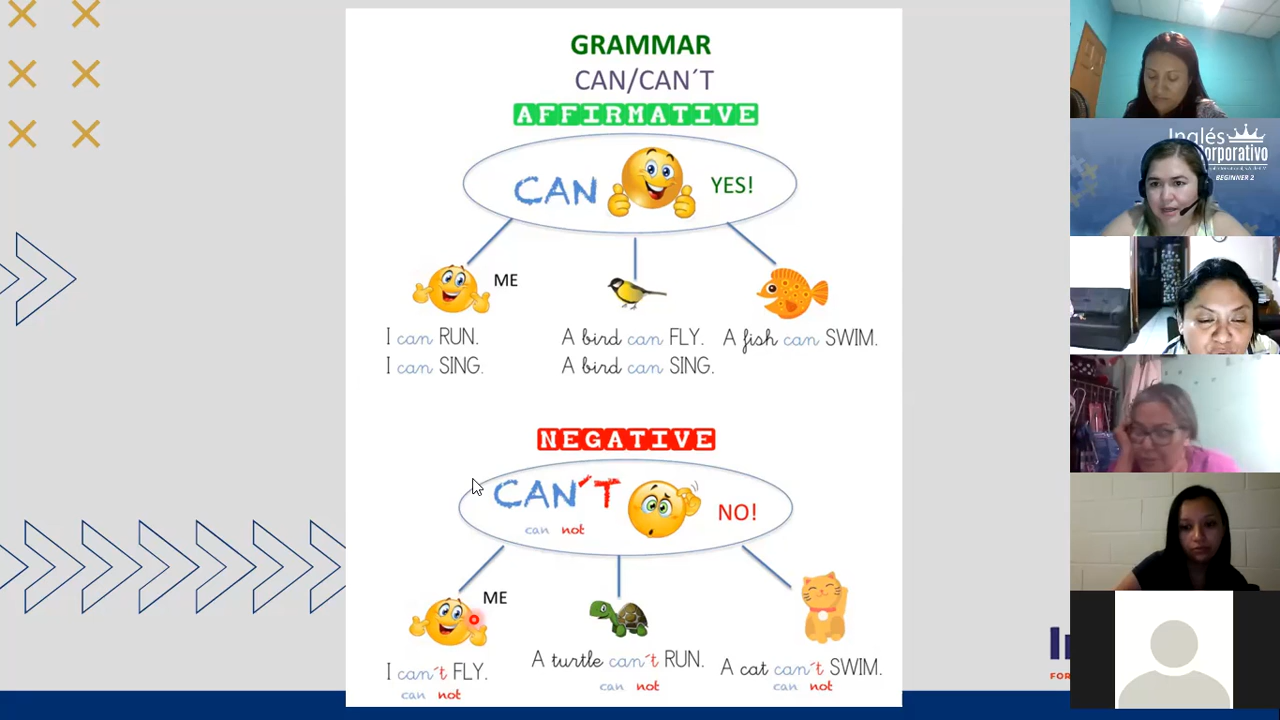 GRAMMAR
CAN/CAN´T
AFFIRMATIVE
CAN YES!
ME
I can RUN.
I can SING.
A bird can FLY.
A bird can SING.
A fish can SWIM.
NEGATIVE
CAN´T NO!
can not
ME
I can´t FLY.
can not
A turtle can´t RUN.
can not
A cat can´t SWIM.
can not
Inglés
BEGINNER 2